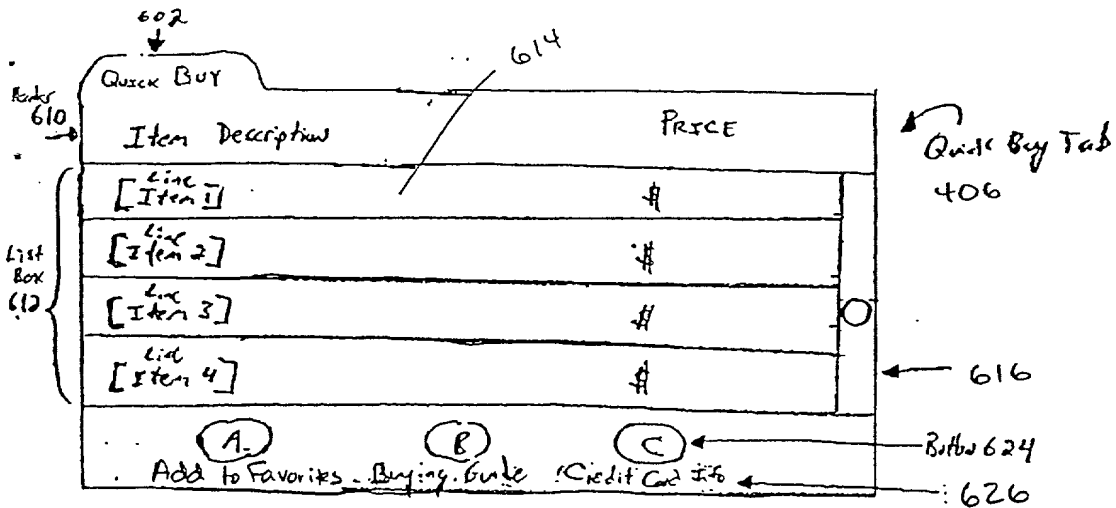 602
614
Quick Buy
Header
610
Item Description PRICE
Quick Buy Tab
406
Line
[Item 1] $
Line
[Item 2] $
Line
[Item 3] $
Line
[Item 4] $
List
Box
612
616
A B C
Button 624
Add to Favorites Buying Guide Credit Card Info
626